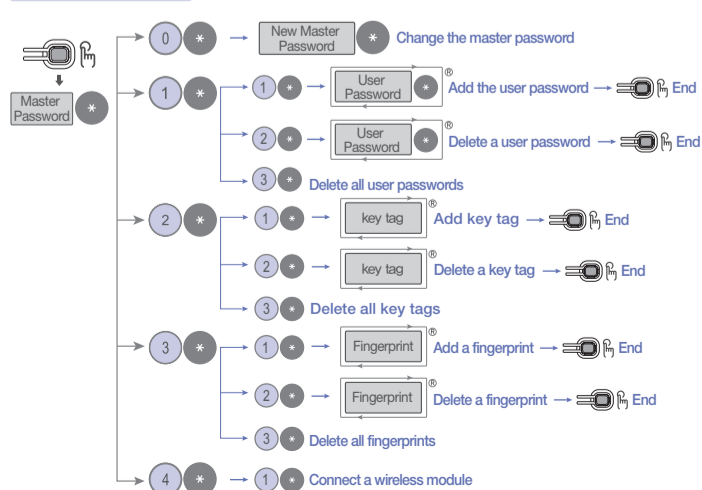 0 * New Master Password * Change the master password
Master Password *
1 * 1 * User Password * ® Add the user password End
2 * User Password * ® Delete a user password End
3 * Delete all user passwords
2 * 1 * key tag ® Add key tag End
2 * key tag ® Delete a key tag End
3 * Delete all key tags
3 * 1 * Fingerprint ® Add a fingerprint End
2 * Fingerprint ® Delete a fingerprint End
3 * Delete all fingerprints
4 * 1 * Connect a wireless module